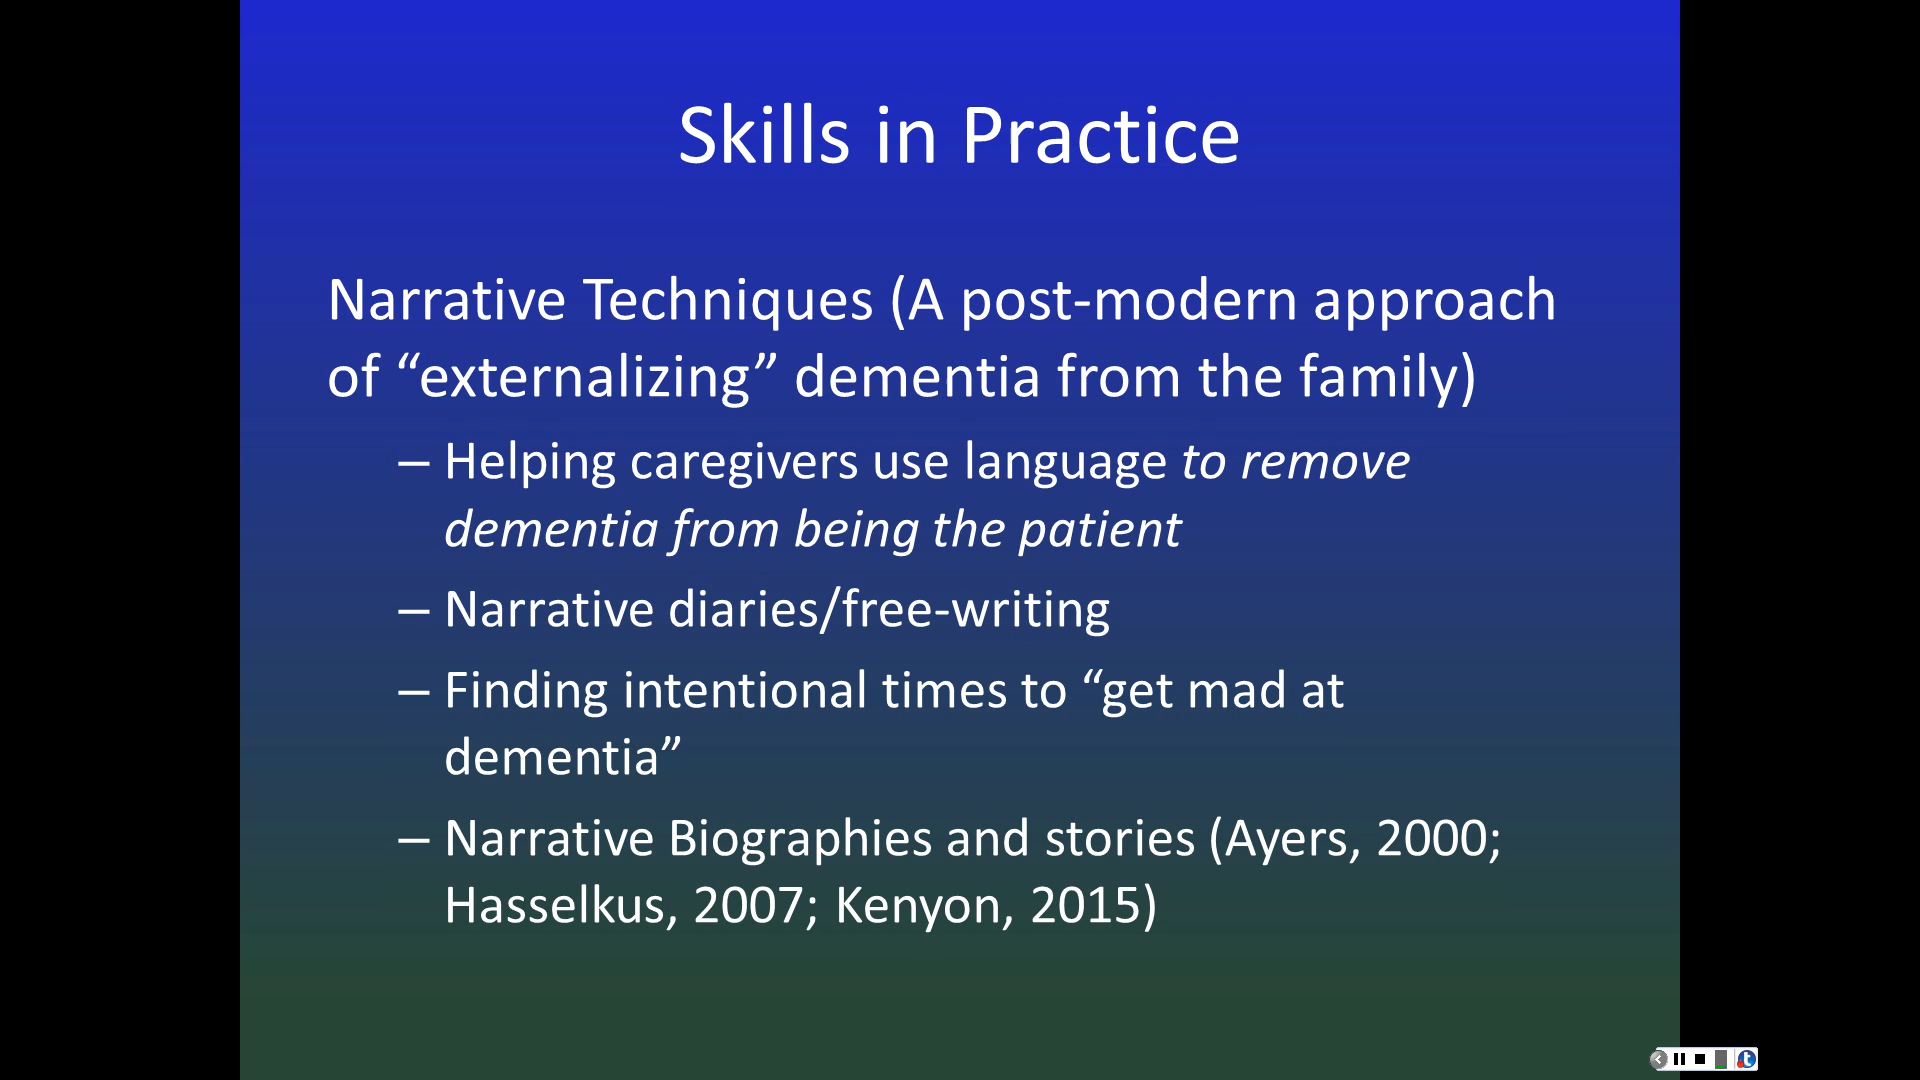 Skills in Practice
Narrative Techniques (A post-modern approach
of “externalizing” dementia from the family)
– Helping caregivers use language to remove
dementia from being the patient
– Narrative diaries/free-writing
– Finding intentional times to “get mad at
dementia”
– Narrative Biographies and stories (Ayers, 2000;
Hasselkus, 2007; Kenyon, 2015)
t